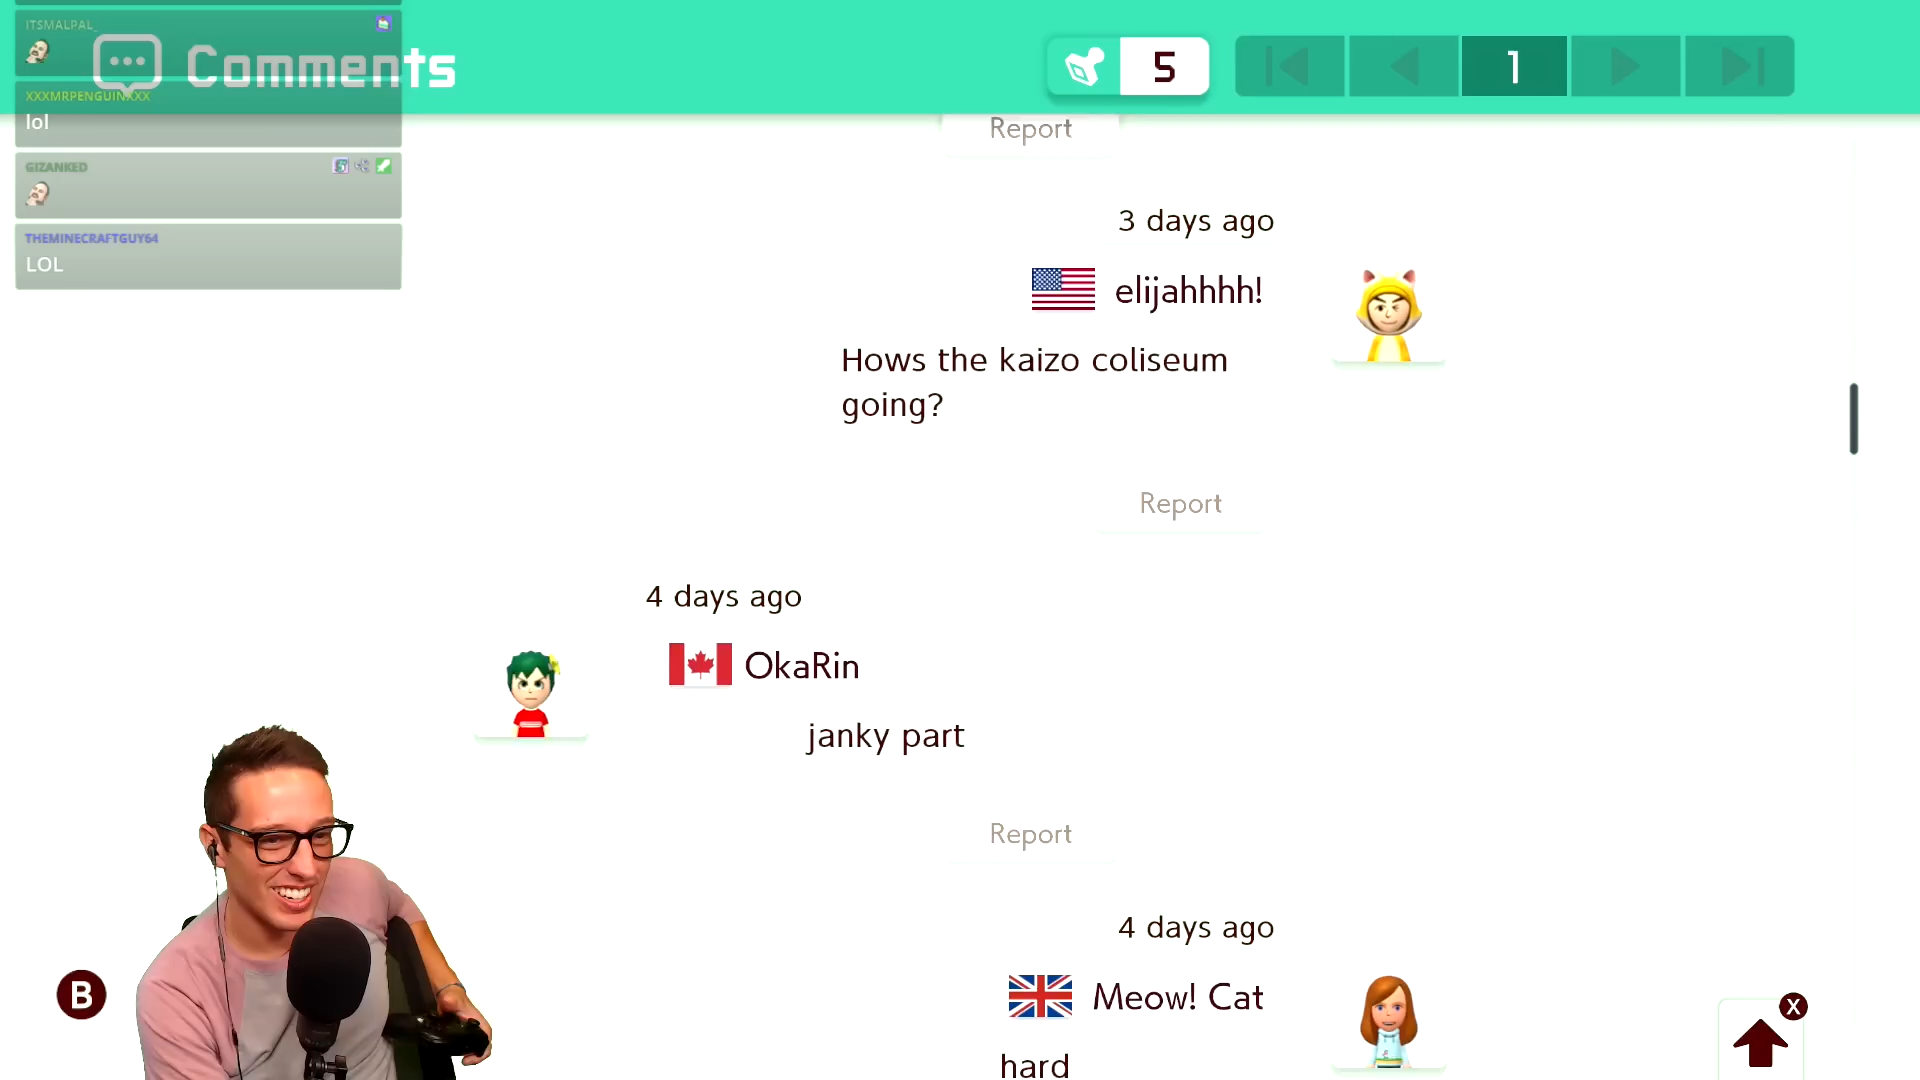 ITSMALPAL_
Comments
5
1
XXXMRPENGUINXXX
lol
GIZANKED
THEMINECRAFTGUY64
LOL
Report
3 days ago
elijahhhh!
Hows the kaizo coliseum
going?
Report
4 days ago
OkaRin
janky part
Report
4 days ago
Meow! Cat
hard
B
X